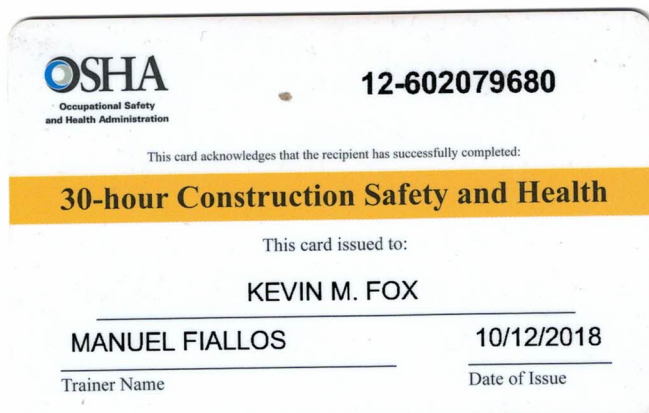 OSHA
Occupational Safety
and Health Administration
12-602079680
This card acknowledges that the recipient has successfully completed:
30-hour Construction Safety and Health
This card issued to:
KEVIN M. FOX
MANUEL FIALLOS
10/12/2018
Trainer Name
Date of Issue